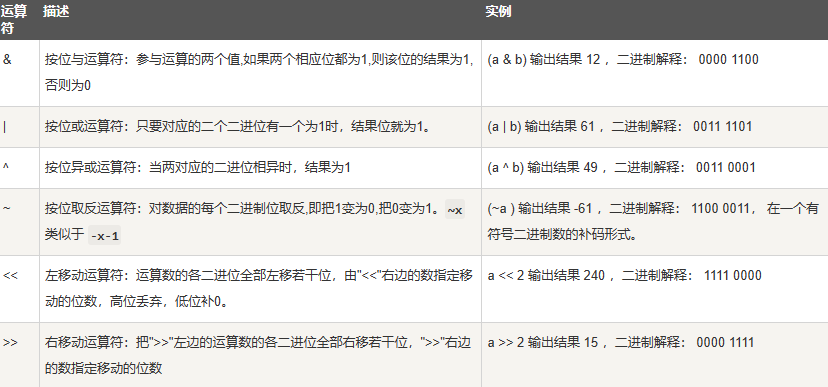 运算符 描述 实例
& 按位与运算符：参与运算的两个值,如果两个相应位都为1,则该位的结果为1, (a & b) 输出结果 12 ，二进制解释： 0000 1100
否则为0
| 按位或运算符：只要对应的二个二进位有一个为1时，结果位就为1。 (a | b) 输出结果 61 ，二进制解释： 0011 1101
^ 按位异或运算符：当两对应的二进位相异时，结果为1 (a ^ b) 输出结果 49 ，二进制解释： 0011 0001
~ 按位取反运算符：对数据的每个二进制位取反,即把1变为0,把0变为1。~x (~a ) 输出结果 -61 ，二进制解释： 1100 0011， 在一个有
类似于 -x-1 符号二进制数的补码形式。
<< 左移动运算符：运算数的各二进位全部左移若干位，由"<<"右边的数指定移 a << 2 输出结果 240 ，二进制解释： 1111 0000
动的位数，高位丢弃，低位补0。
>> 右移动运算符：把">>"左边的运算数的各二进位全部右移若干位，">>"右边 a >> 2 输出结果 15 ，二进制解释： 0000 1111
的数指定移动的位数